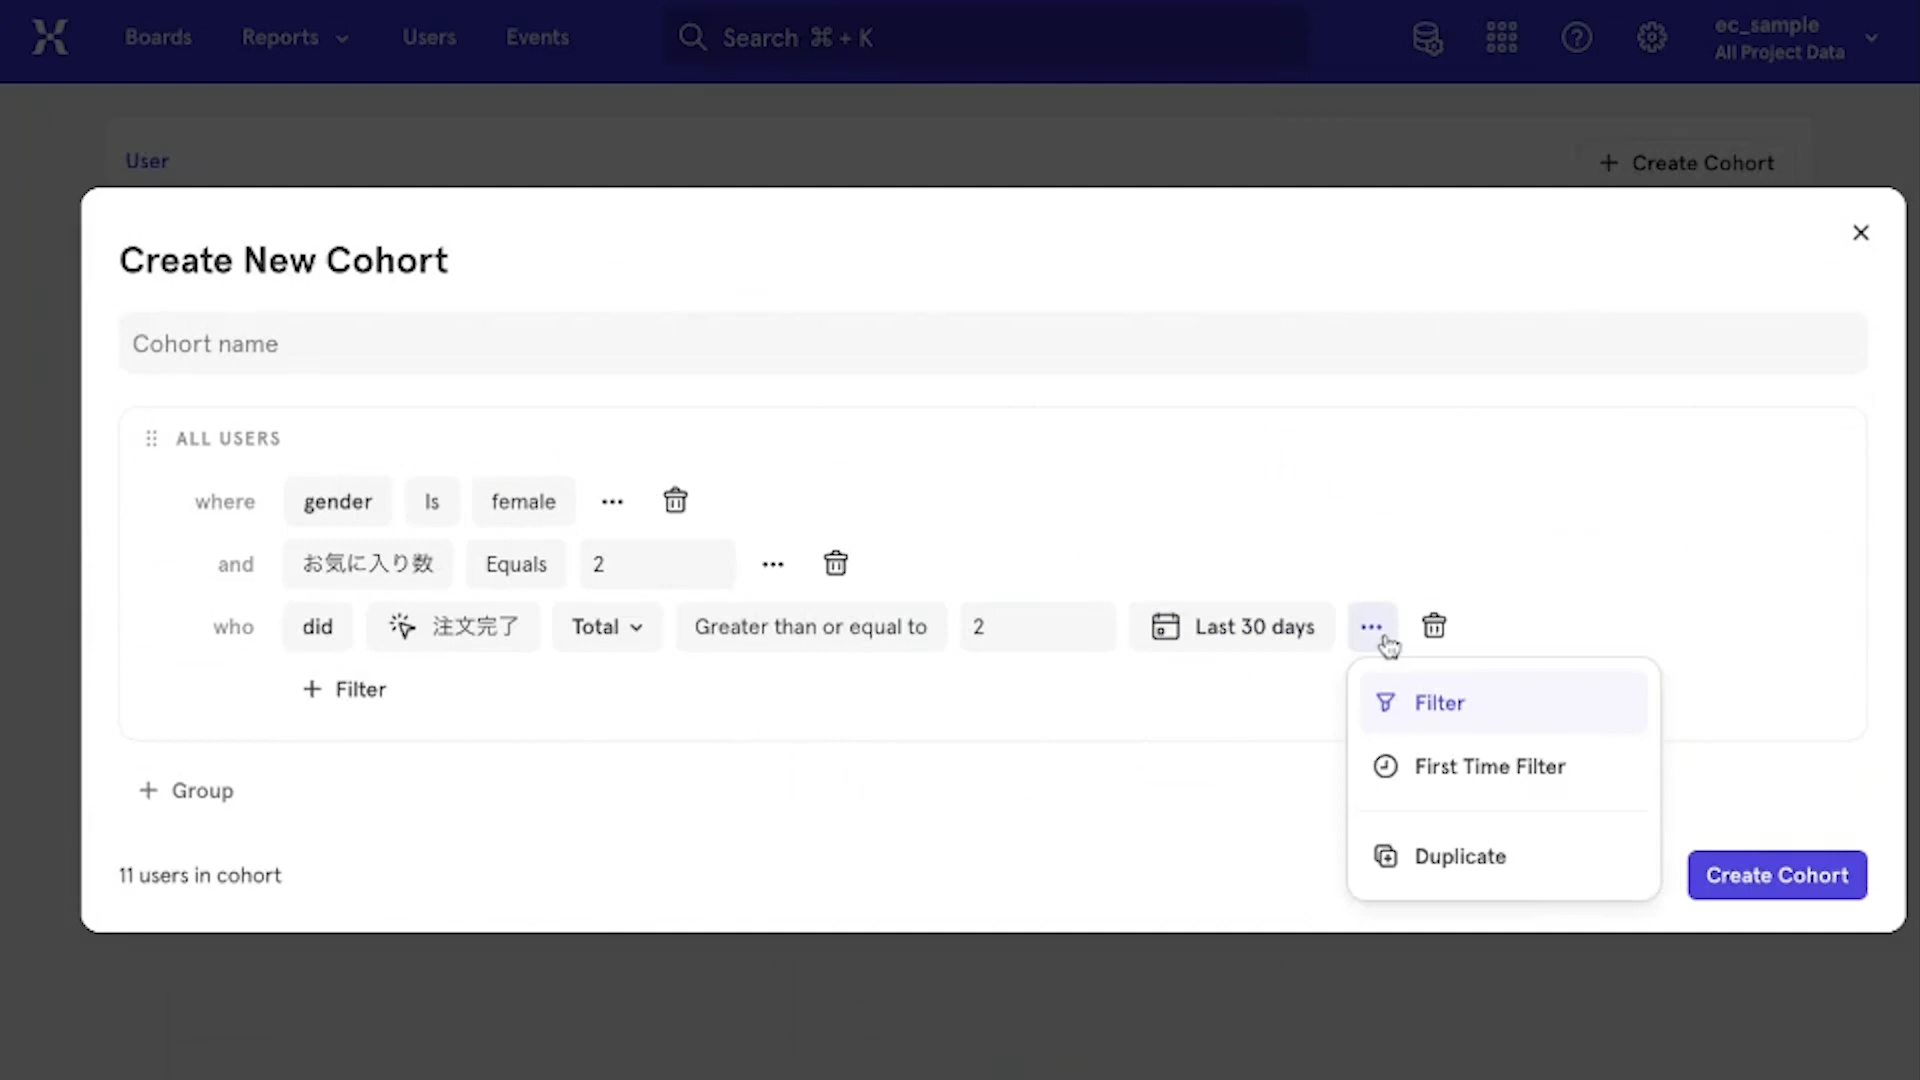 Boards Reports Users Events Search ⌘ + K ec_sample
All Project Data
User + Create Cohort
Create New Cohort
Cohort name
ALL USERS
where gender Is female
and お気に入り数 Equals 2
who did 注文完了 Total Greater than or equal to 2 Last 30 days
+ Filter
Filter
First Time Filter
Duplicate
+ Group
11 users in cohort
Create Cohort